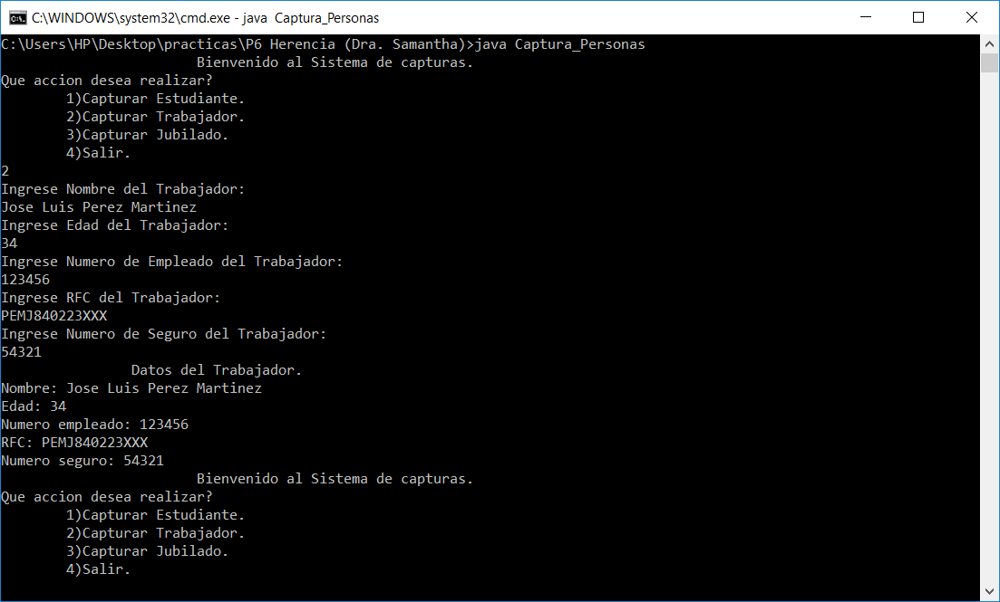 C:\WINDOWS\system32\cmd.exe - java  Captura_Personas
C:\Users\HP\Desktop\practicas\P6 Herencia (Dra. Samantha)>java Captura_Personas
                        Bienvenido al Sistema de capturas.
Que accion desea realizar?
        1)Capturar Estudiante.
        2)Capturar Trabajador.
        3)Capturar Jubilado.
        4)Salir.
2
Ingrese Nombre del Trabajador:
Jose Luis Perez Martinez
Ingrese Edad del Trabajador:
34
Ingrese Numero de Empleado del Trabajador:
123456
Ingrese RFC del Trabajador:
PEMJ840223XXX
Ingrese Numero de Seguro del Trabajador:
54321
                Datos del Trabajador.
Nombre: Jose Luis Perez Martinez
Edad: 34
Numero empleado: 123456
RFC: PEMJ840223XXX
Numero seguro: 54321
                        Bienvenido al Sistema de capturas.
Que accion desea realizar?
        1)Capturar Estudiante.
        2)Capturar Trabajador.
        3)Capturar Jubilado.
        4)Salir.